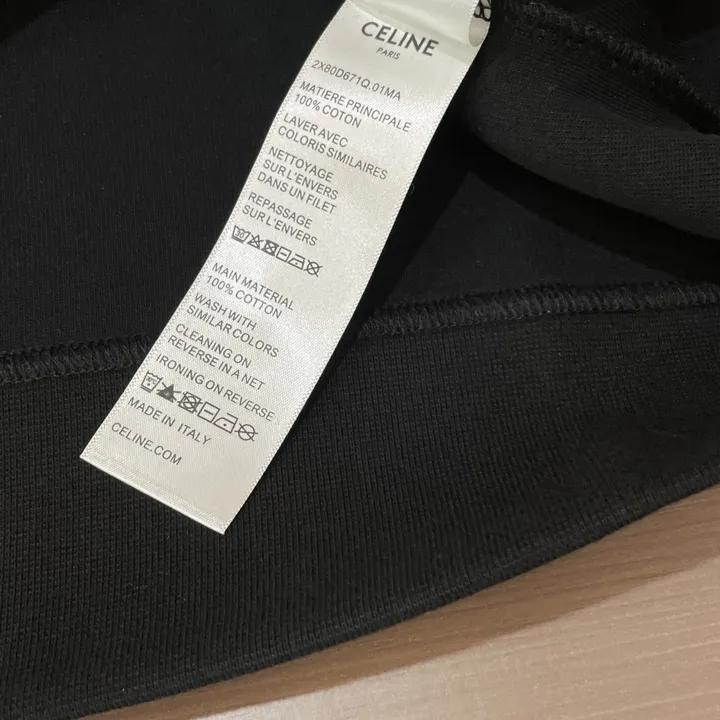 CELINE
PARIS
2X80D671Q.01MA
MATIERE PRINCIPALE
100% COTON
LAVER AVEC
COLORIS SIMILAIRES
NETTOYAGE
SUR L'ENVERS
DANS UN FILET
REPASSAGE
SUR L'ENVERS
MAIN MATERIAL
100% COTTON
WASH WITH
SIMILAR COLORS
CLEANING ON
REVERSE IN A NET
IRONING ON REVERSE
MADE IN ITALY
CELINE.COM